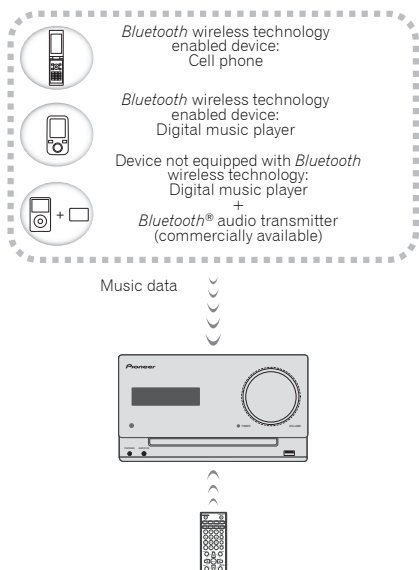 Bluetooth wireless technology
enabled device:
Cell phone
Bluetooth wireless technology
enabled device:
Digital music player
Device not equipped with Bluetooth
wireless technology:
Digital music player
+
Bluetooth® audio transmitter
(commercially available)
+
Music data
Pioneer